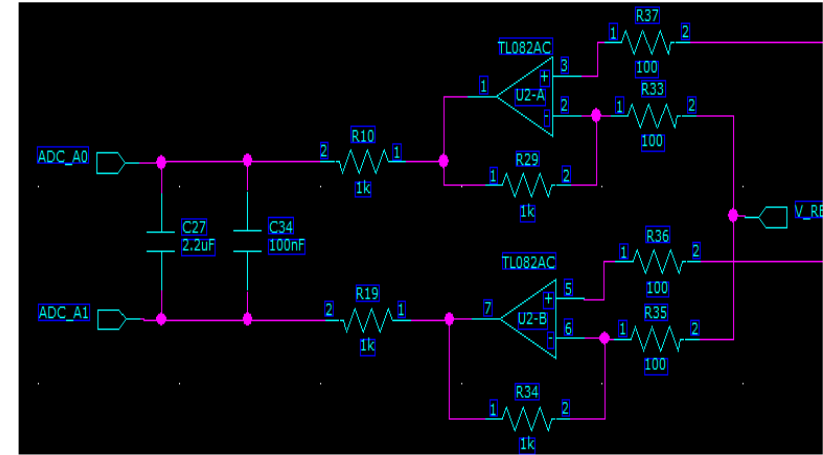 R37
1
2
TL082AC
3
100
+
1
U2-A
R33
2
1
2
-
100
R10
ADC_A0
2
1
R29
1k
1
2
1k
V_RE
C27
C34
R36
2.2uF
100nF
1
2
TL082AC
5
100
R19
+
R35
ADC_A1
2
1
7
U2-B
6
1
2
-
1k
100
R34
1
2
1k